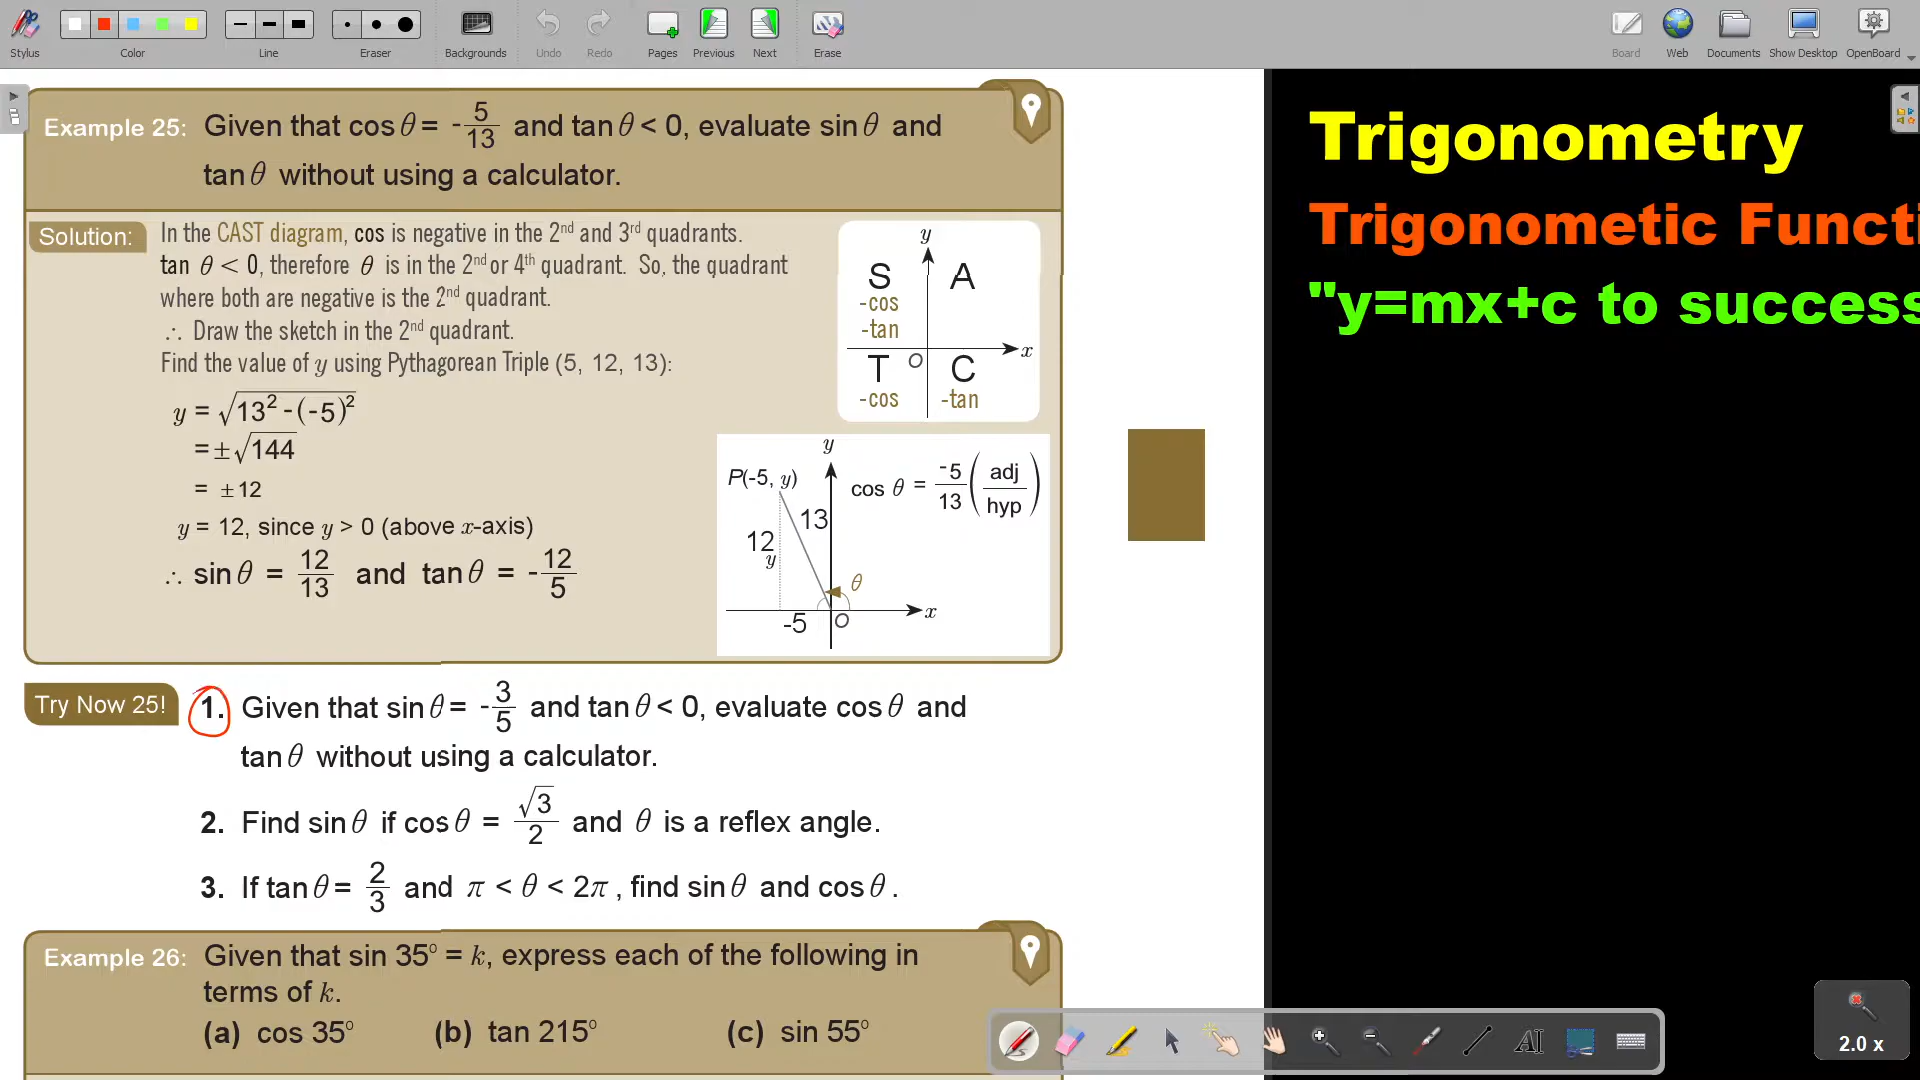 Stylus
Color
Line
Eraser
Backgrounds
Undo
Redo
Pages
Previous
Next
Erase
Board
Web
Documents
Show Desktop
OpenBoard
Example 25: Given that cos θ = -5/13 and tan θ < 0, evaluate sin θ and
tan θ without using a calculator.
Solution: In the CAST diagram, cos is negative in the 2nd and 3rd quadrants.
tan θ < 0, therefore θ is in the 2nd or 4th quadrant. So, the quadrant
where both are negative is the 2nd quadrant.
∴ Draw the sketch in the 2nd quadrant.
Find the value of y using Pythagorean Triple (5, 12, 13):
y = √(13² - (-5)²)
= ±√144
= ±12
y = 12, since y > 0 (above x-axis)
∴ sin θ = 12/13 and tan θ = -12/5
y
S A
-cos
-tan
O x
T C
-cos -tan
y
P(-5, y) cos θ = -5/13 (adj/hyp)
13
12
y
θ
x
-5 O
Try Now 25! 1. Given that sin θ = -3/5 and tan θ < 0, evaluate cos θ and
tan θ without using a calculator.
2. Find sin θ if cos θ = √3/2 and θ is a reflex angle.
3. If tan θ = 2/3 and π < θ < 2π, find sin θ and cos θ.
Example 26: Given that sin 35° = k, express each of the following in
terms of k.
(a) cos 35° (b) tan 215° (c) sin 55°
Trigonometry
Trigonometic Functi
"y=mx+c to success
2.0 x